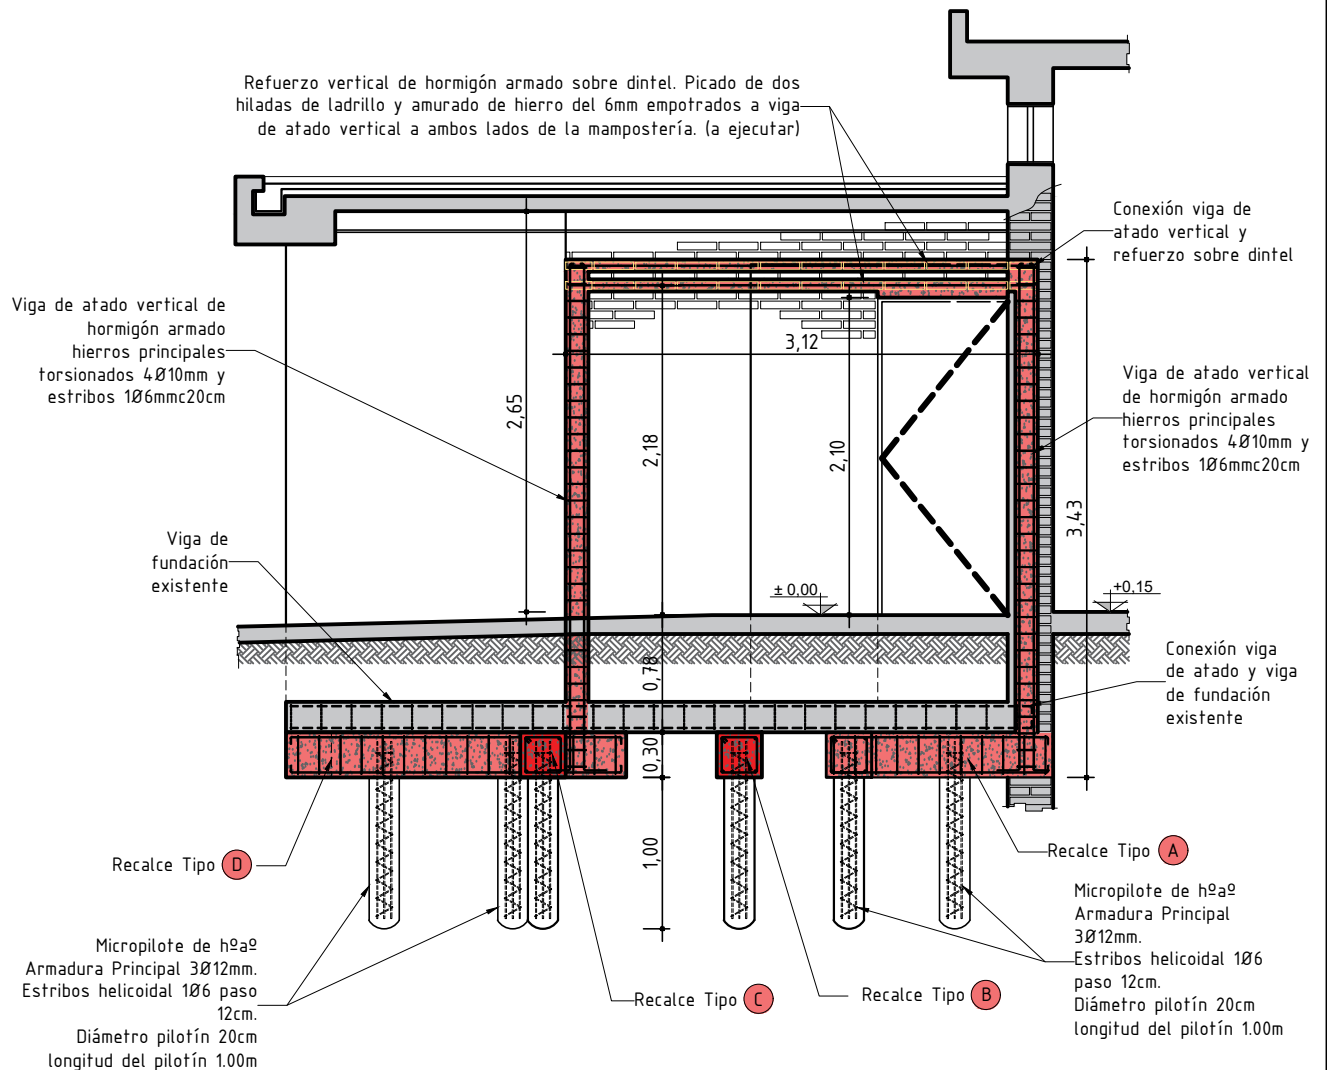 Refuerzo vertical de hormigón armado sobre dintel. Picado de dos
hiladas de ladrillo y amurado de hierro del 6mm empotrados a viga
de atado vertical a ambos lados de la mampostería. (a ejecutar)
Conexión viga de
atado vertical y
refuerzo sobre dintel
Viga de atado vertical de
hormigón armado
hierros principales
torsionados 4Ø10mm y
estribos 1Ø6mmc20cm
3,12
2,65
2,18
2,10
Viga de atado vertical
de hormigón armado
hierros principales
torsionados 4Ø10mm y
estribos 1Ø6mmc20cm
3,43
Viga de
fundación
existente
± 0,00
+0,15
0,78
Conexión viga
de atado y viga
de fundación
existente
0,30
1,00
Recalce Tipo D
Recalce Tipo A
Micropilote de hºaº
Armadura Principal 3Ø12mm.
Estribos helicoidal 1Ø6 paso
12cm.
Diámetro pilotín 20cm
longitud del pilotín 1.00m
Recalce Tipo C
Recalce Tipo B
Micropilote de hºaº
Armadura Principal
3Ø12mm.
Estribos helicoidal 1Ø6
paso 12cm.
Diámetro pilotín 20cm
longitud del pilotín 1.00m